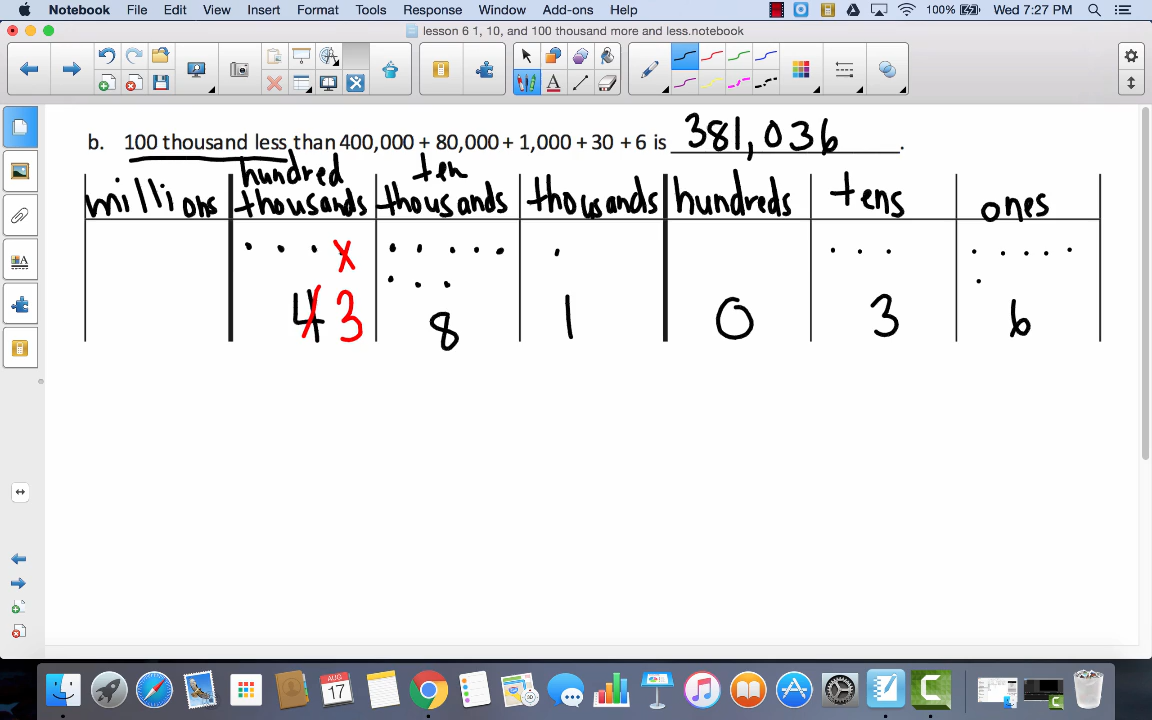 Notebook File Edit View Insert Format Tools Response Communicate Window Add-ons Help 100% Wed 7:27 PM
lesson 6 1, 10, and 100 thousand more and less.notebook
b. 100 thousand less than 400,000 + 80,000 + 1,000 + 30 + 6 is 381,036.
millions hundred thousands ten thousands thousands hundreds tens ones
4 3 8 1 0 3 6
AUG
17